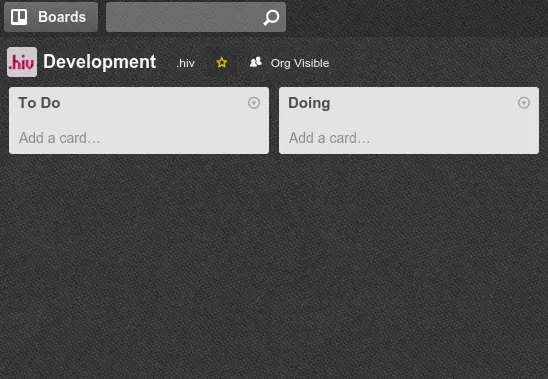 Boards
.hiv Development .hiv Org Visible
To Do Doing
Add a card… Add a card…